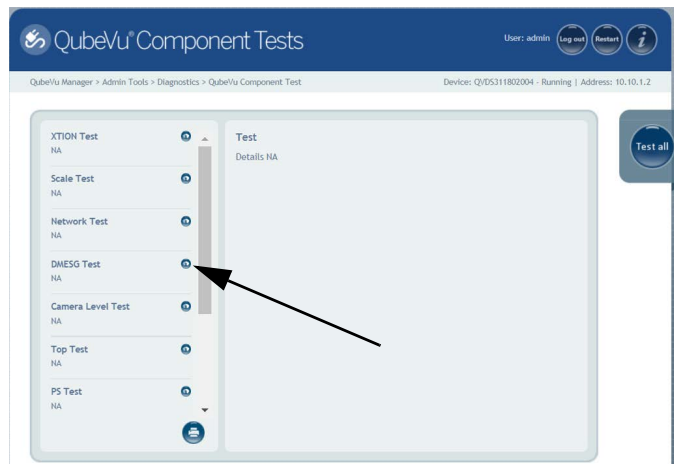 QubeVu® Component Tests
User: admin
Log out
Restart
i
QubeVu Manager > Admin Tools > Diagnostics > QubeVu Component Test
Device: QVDS311802004 - Running | Address: 10.10.1.2
XTION Test
NA
Scale Test
NA
Network Test
NA
DMESG Test
NA
Camera Level Test
NA
Top Test
NA
PS Test
NA
Test
Details NA
Test all